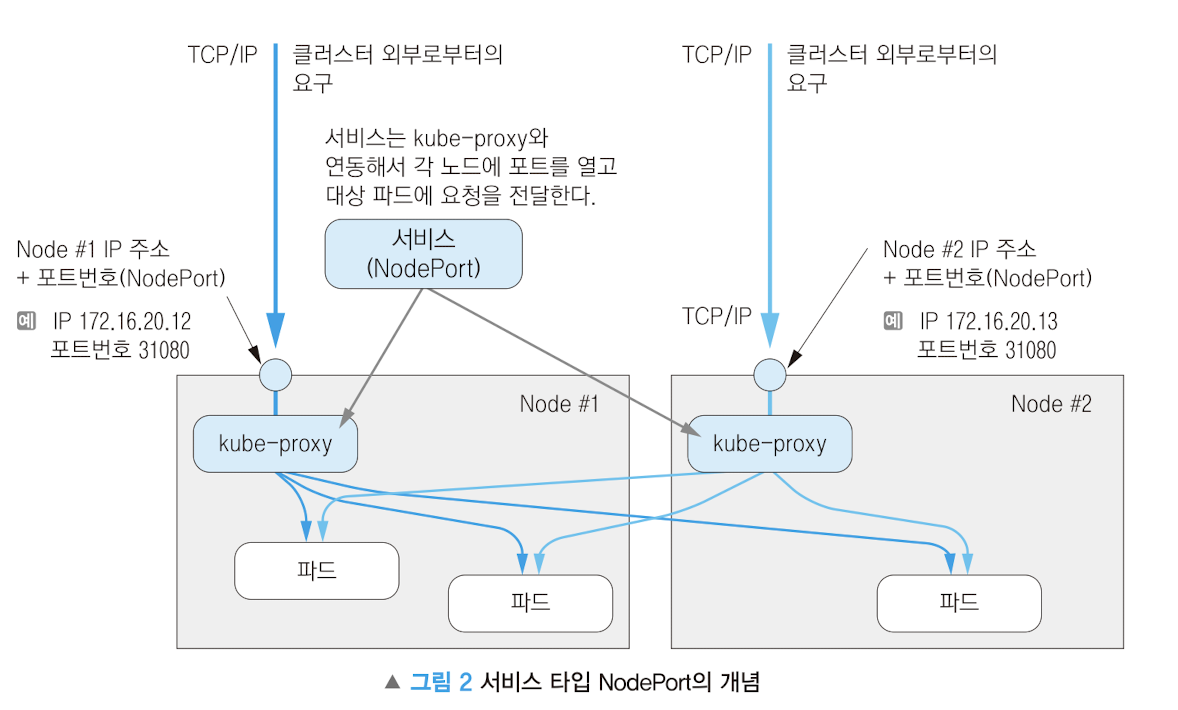 TCP/IP
클러스터 외부로부터의
요구
TCP/IP
클러스터 외부로부터의
요구
서비스는 kube-proxy와
연동해서 각 노드에 포트를 열고
대상 파드에 요청을 전달한다.
서비스
(NodePort)
Node #1 IP 주소
+ 포트번호(NodePort)
예 IP 172.16.20.12
포트번호 31080
Node #2 IP 주소
+ 포트번호(NodePort)
TCP/IP
예 IP 172.16.20.13
포트번호 31080
Node #1
Node #2
kube-proxy
kube-proxy
파드
파드
파드
▲ 그림 2 서비스 타입 NodePort의 개념